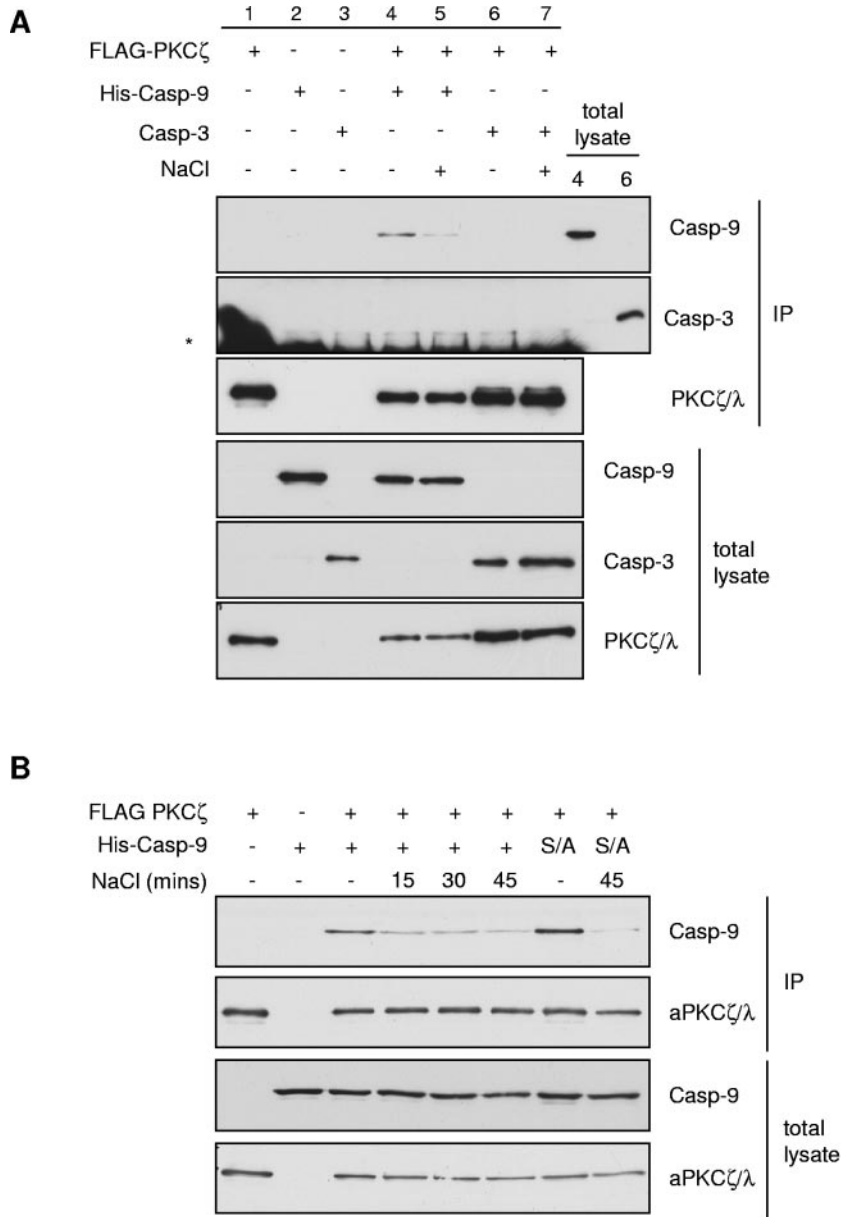 A
1 2 3 4 5 6 7
FLAG-PKCζ + - - + + + +
His-Casp-9 - + - + + - -
Casp-3 - - + - - + +
total lysate
NaCl - - - - + - +
4 6
Casp-9
Casp-3
*
PKCζ/λ
IP
Casp-9
Casp-3
PKCζ/λ
total lysate
B
FLAG PKCζ + - + + + + + +
His-Casp-9 - + + + + + S/A S/A
NaCl (mins) - - - 15 30 45 - 45
Casp-9
aPKCζ/λ
IP
Casp-9
aPKCζ/λ
total lysate